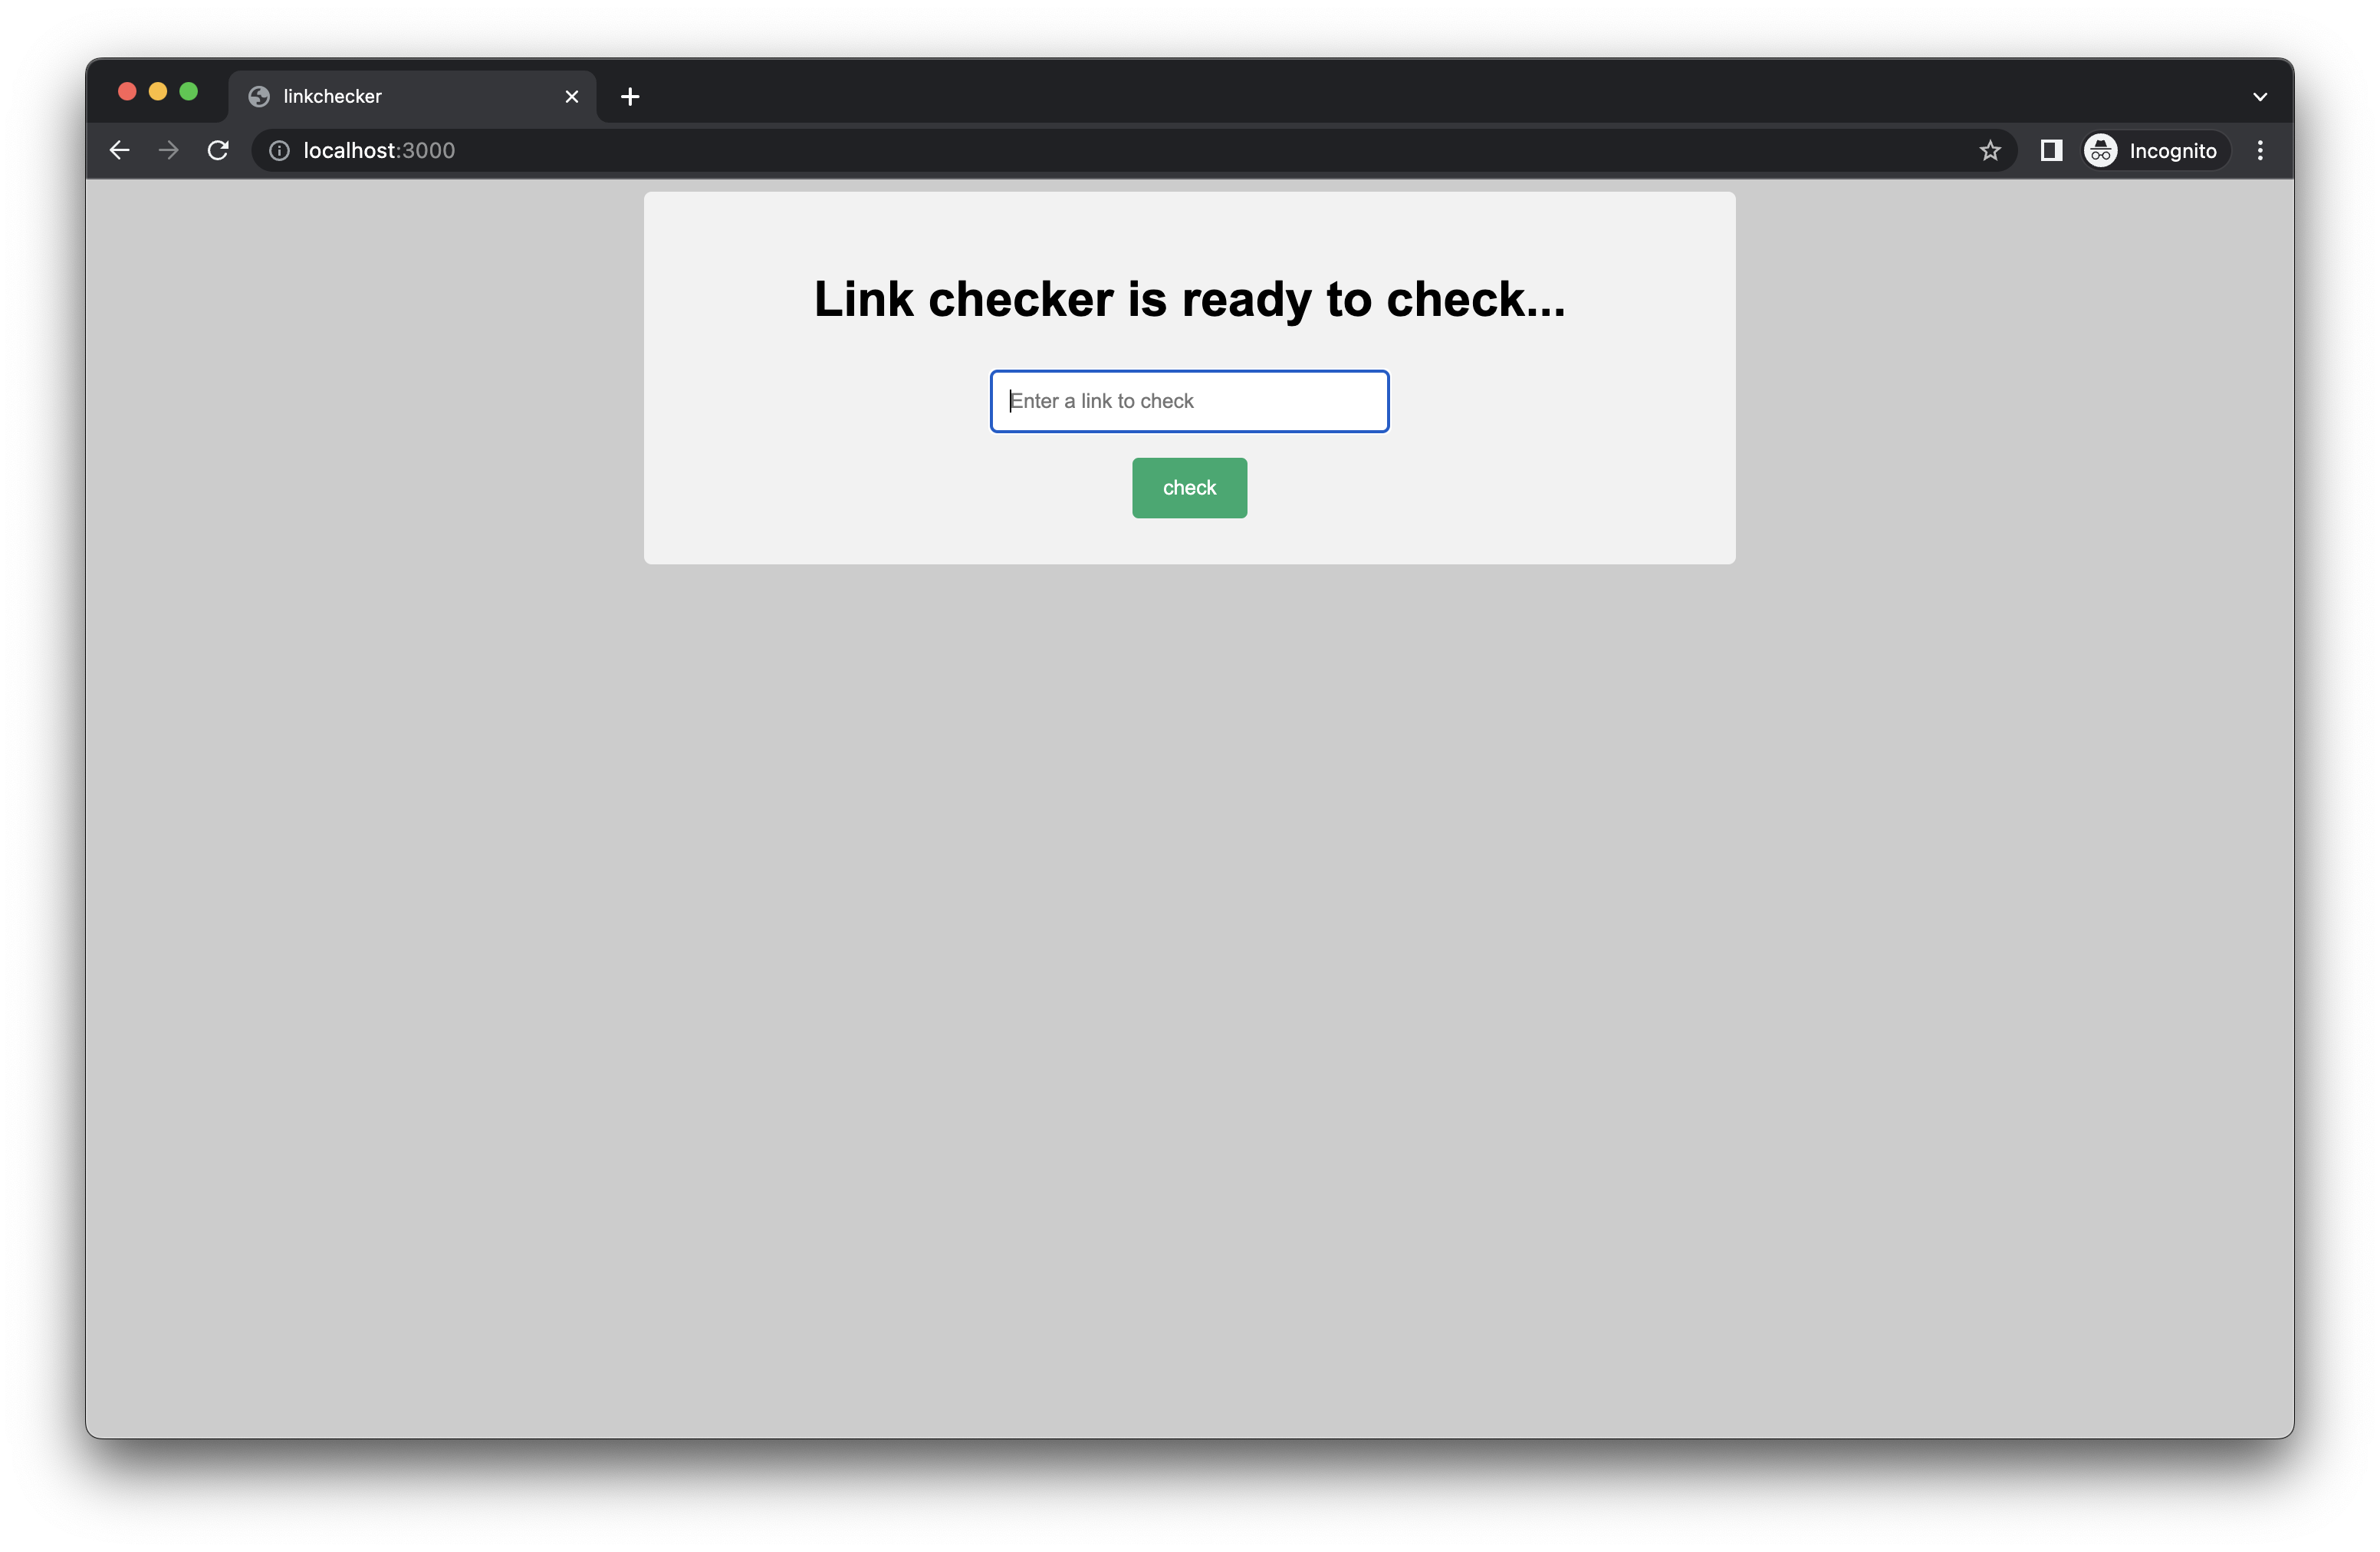 linkchecker
localhost:3000
Incognito
Link checker is ready to check...
Enter a link to check
check